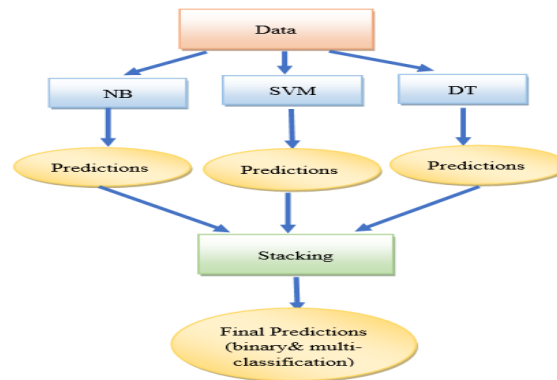 Data
NB
SVM
DT
Predictions
Predictions
Predictions
Stacking
Final Predictions
(binary& multi-
classification)